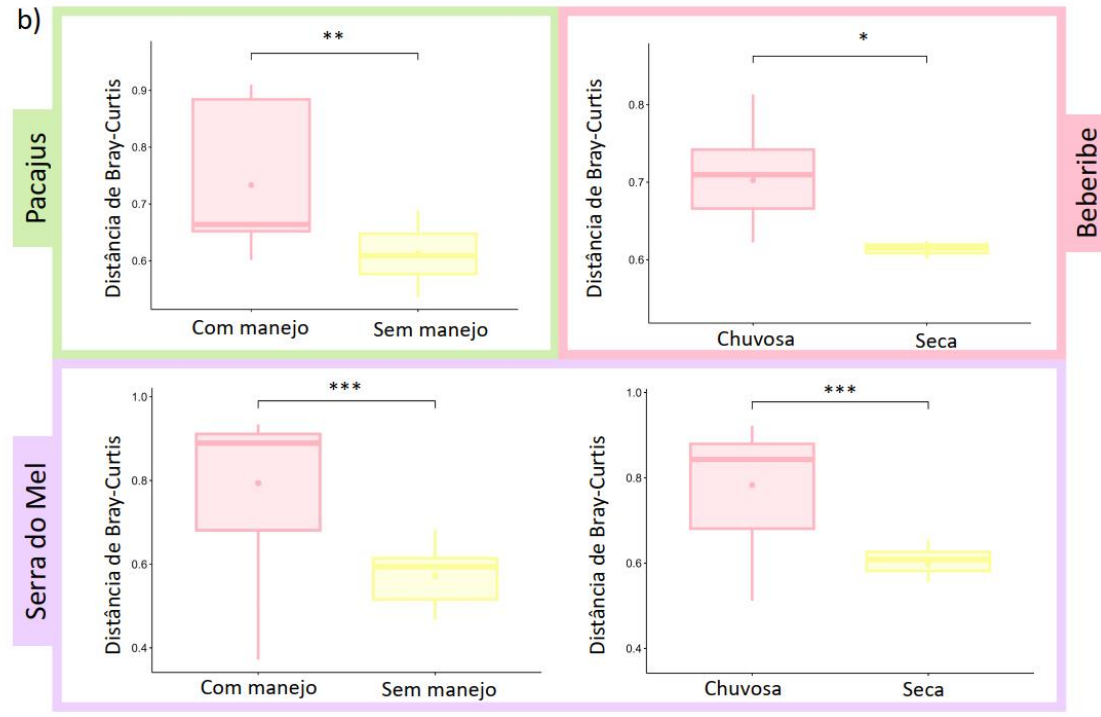 b)
Pacajus
Distância de Bray-Curtis
0.9
0.8
0.7
0.6
**
Com manejo
Sem manejo
Beberibe
Distância de Bray-Curtis
0.8
0.7
0.6
*
Chuvosa
Seca
Serra do Mel
Distância de Bray-Curtis
1.0
0.8
0.6
0.4
***
Com manejo
Sem manejo
Distância de Bray-Curtis
1.0
0.8
0.6
0.4
***
Chuvosa
Seca